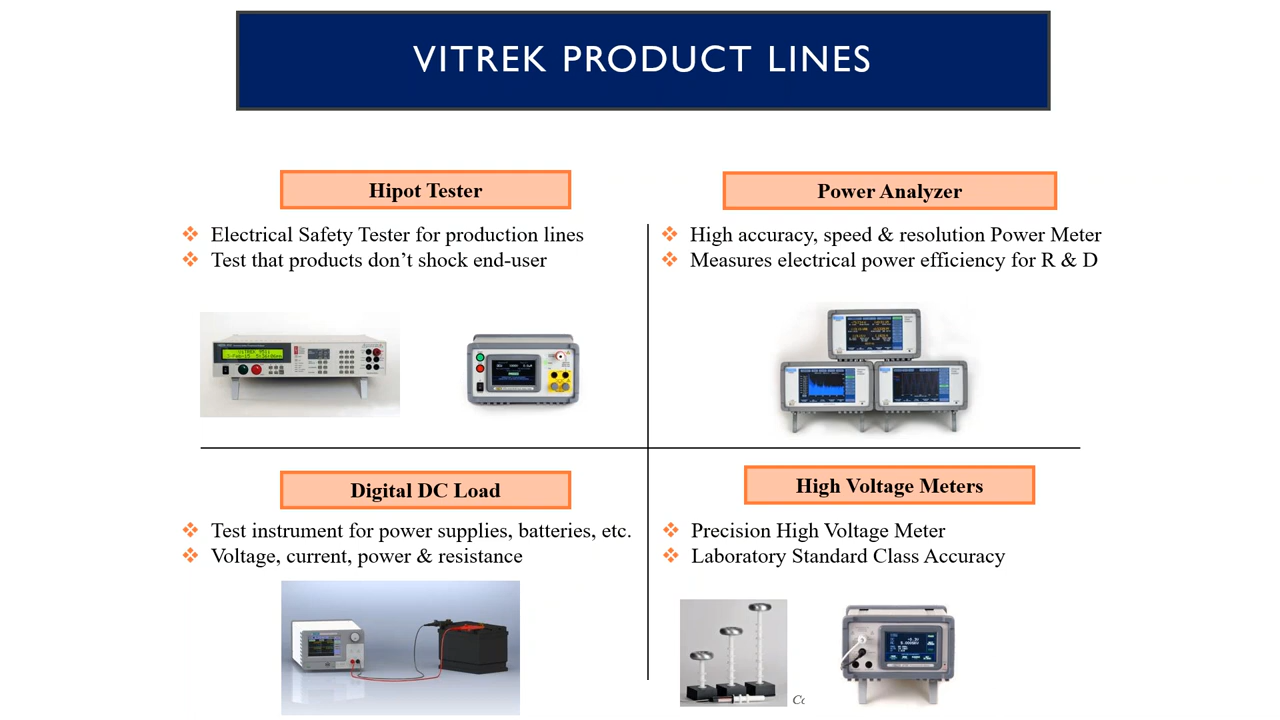 VITREK PRODUCT LINES
Hipot Tester
Electrical Safety Tester for production lines
Test that products don’t shock end-user
Power Analyzer
High accuracy, speed & resolution Power Meter
Measures electrical power efficiency for R & D
Digital DC Load
Test instrument for power supplies, batteries, etc.
Voltage, current, power & resistance
High Voltage Meters
Precision High Voltage Meter
Laboratory Standard Class Accuracy